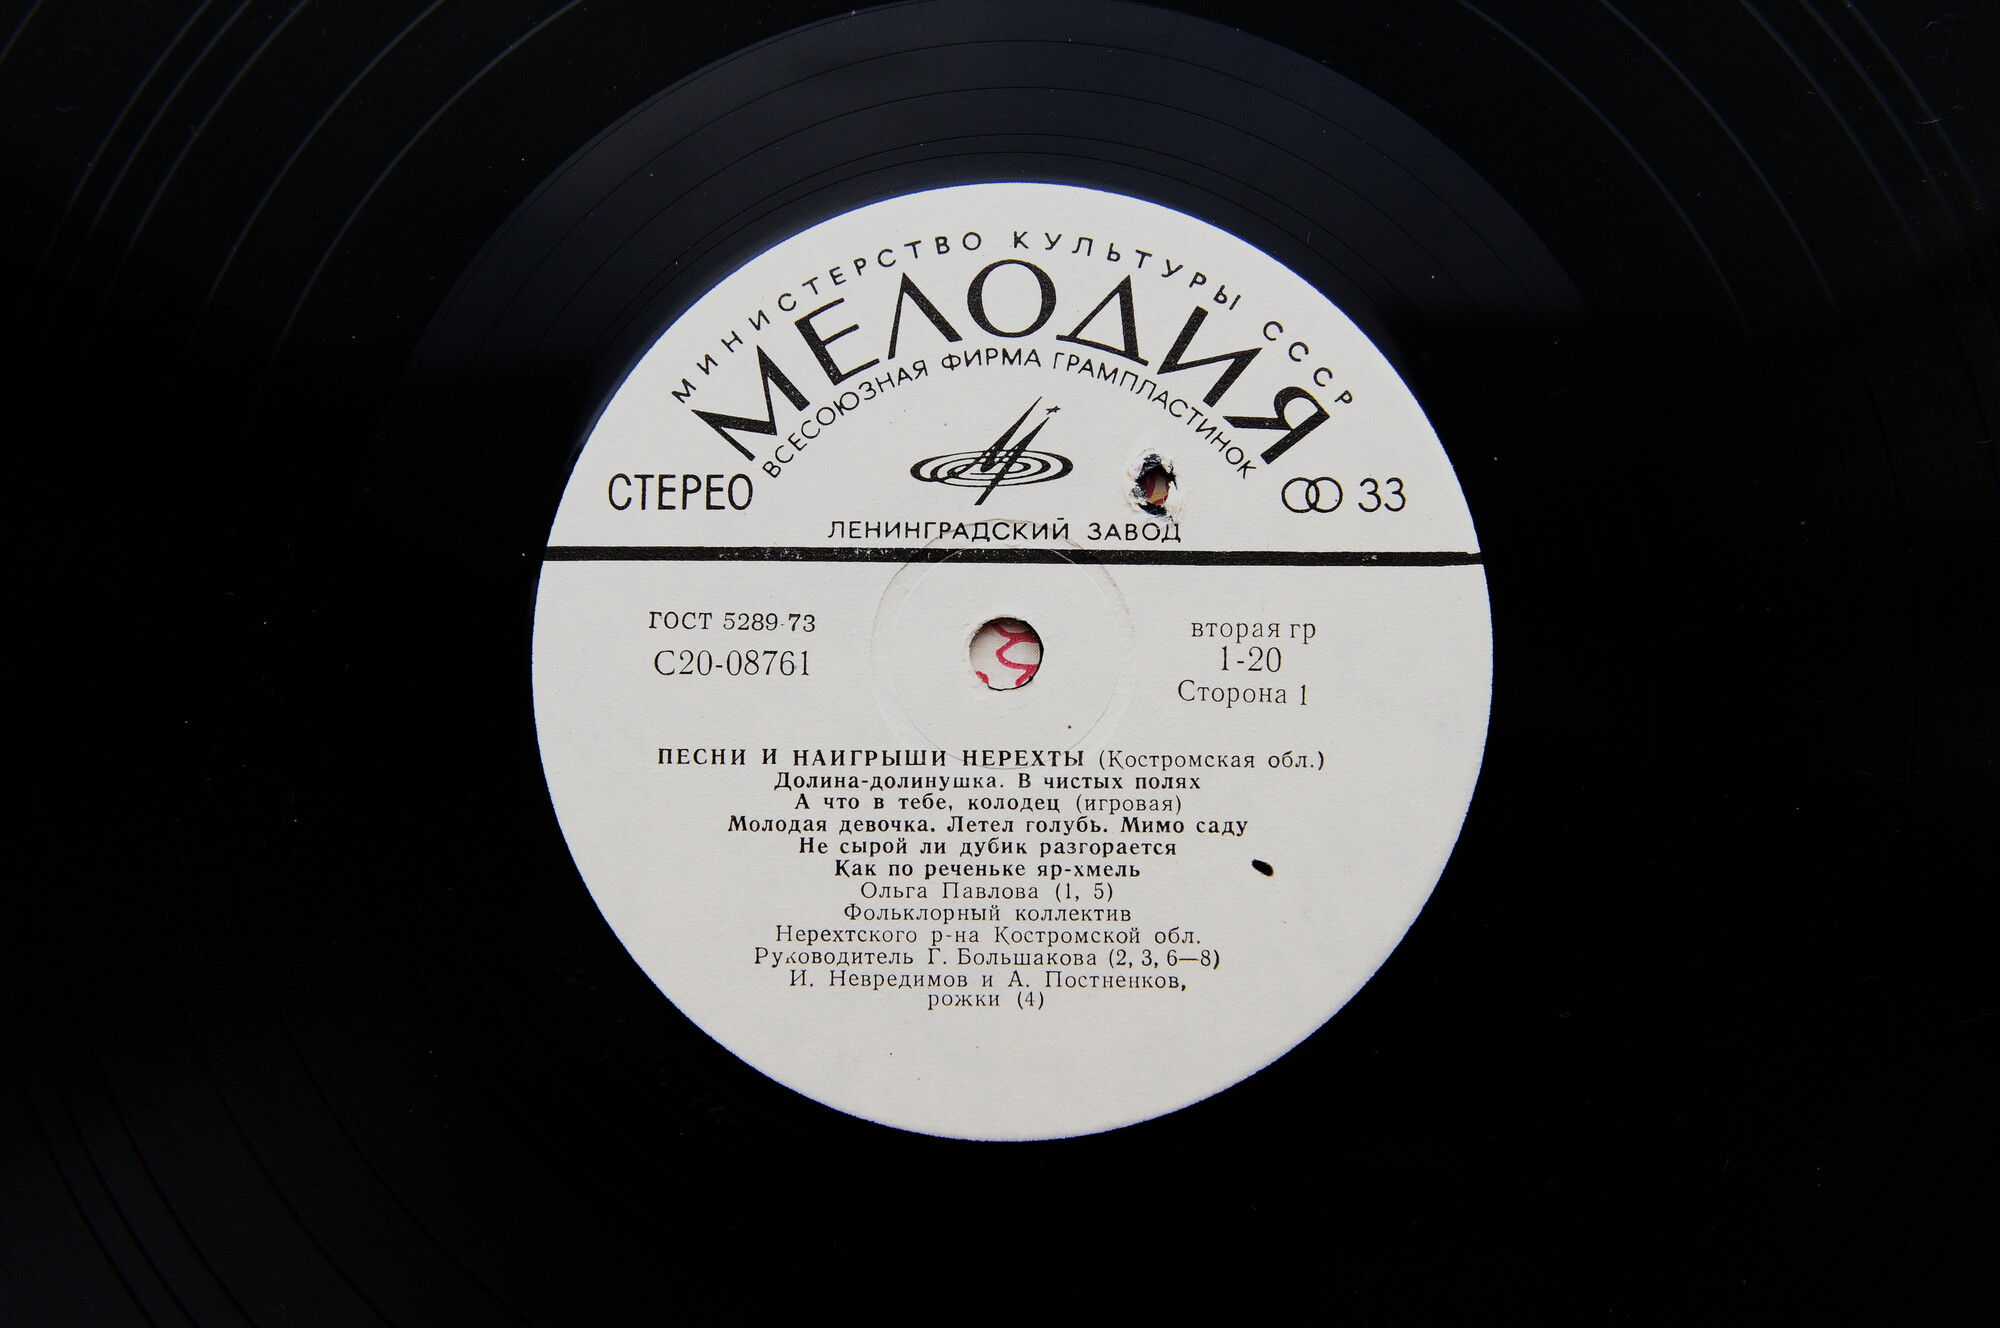 МИНИСТЕРСТВО КУЛЬТУРЫ СССР
МЕЛОДИЯ
ВСЕСОЮЗНАЯ ФИРМА ГРАМПЛАСТИНОК
СТЕРЕО
33
ЛЕНИНГРАДСКИЙ ЗАВОД
ГОСТ 5289-73
С20-08761
вторая гр
1-20
Сторона 1
ПЕСНИ И НАИГРЫШИ НЕРЕХТЫ (Костромская обл.)
Долина-долинушка. В чистых полях
А что в тебе, колодец (игровая)
Молодая девочка. Летел голубь. Мимо саду
Не сырой ли дубик разгорается
Как по реченьке яр-хмель
Ольга Павлова (1, 5)
Фольклорный коллектив
Нерехтского р-на Костромской обл.
Руководитель Г. Большакова (2, 3, 6—8)
И. Невредимов и А. Постненков,
рожки (4)